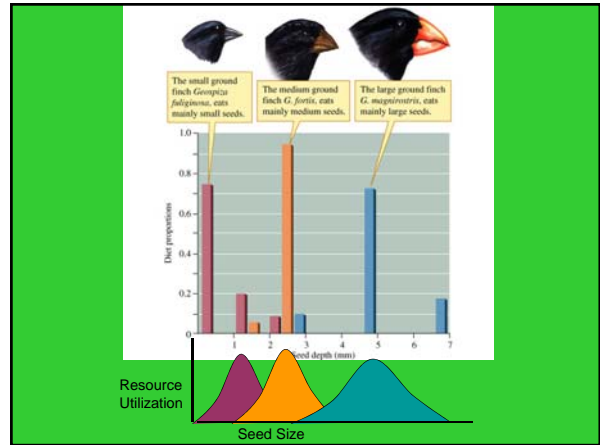 The small ground
finch Geospiza
fuliginosa, eats
mainly small seeds.
The medium ground
finch G. fortis, eats
mainly medium seeds.
The large ground finch
G. magnirostris, eats
mainly large seeds.
1.0
0.8
0.6
0.4
0.2
0
Diet proportions
1 2 3 4 5 6 7
Seed depth (mm)
Resource
Utilization
Seed Size